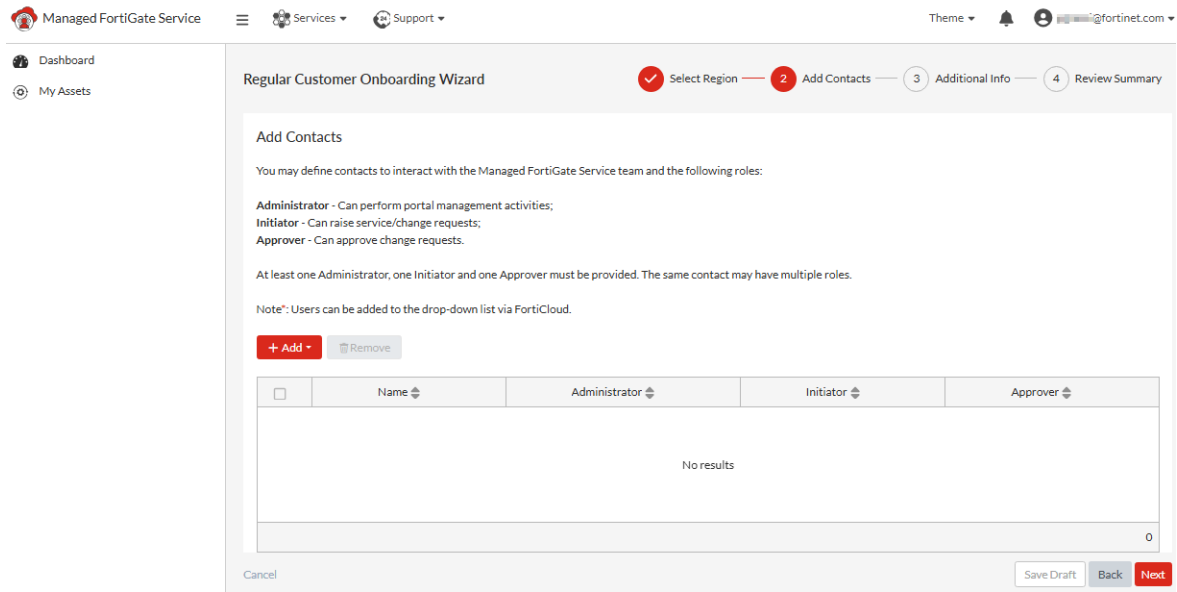 Managed FortiGate Service Services Support Theme @fortinet.com
Dashboard
My Assets
Regular Customer Onboarding Wizard Select Region 2 Add Contacts 3 Additional Info 4 Review Summary
Add Contacts
You may define contacts to interact with the Managed FortiGate Service team and the following roles:
Administrator - Can perform portal management activities;
Initiator - Can raise service/change requests;
Approver - Can approve change requests.
At least one Administrator, one Initiator and one Approver must be provided. The same contact may have multiple roles.
Note*: Users can be added to the drop-down list via FortiCloud.
+ Add Remove
Name Administrator Initiator Approver
No results
0
Cancel Save Draft Back Next